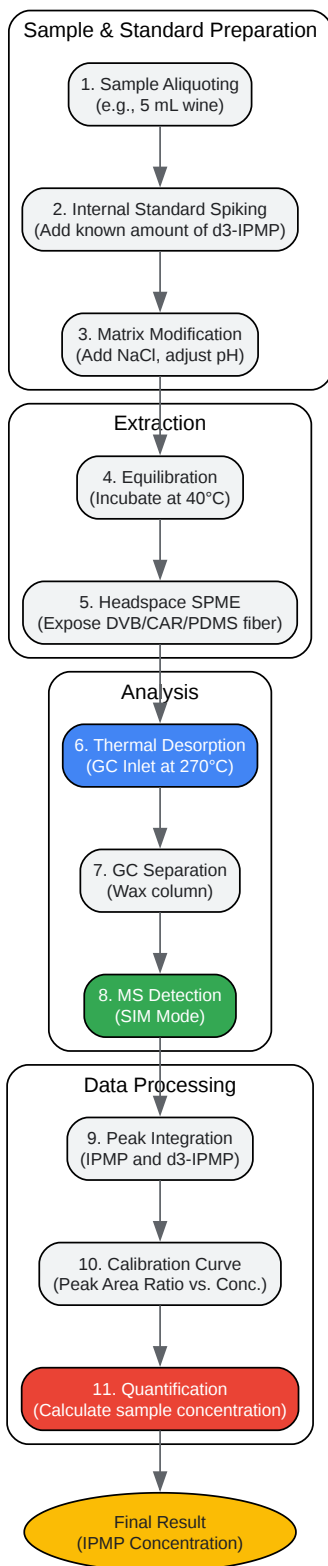 Sample & Standard Preparation
1. Sample Aliquoting
(e.g., 5 mL wine)
2. Internal Standard Spiking
(Add known amount of d3-IPMP)
3. Matrix Modification
(Add NaCl, adjust pH)
Extraction
4. Equilibration
(Incubate at 40°C)
5. Headspace SPME
(Expose DVB/CAR/PDMS fiber)
Analysis
6. Thermal Desorption
(GC Inlet at 270°C)
7. GC Separation
(Wax column)
8. MS Detection
(SIM Mode)
Data Processing
9. Peak Integration
(IPMP and d3-IPMP)
10. Calibration Curve
(Peak Area Ratio vs. Conc.)
11. Quantification
(Calculate sample concentration)
Final Result
(IPMP Concentration)